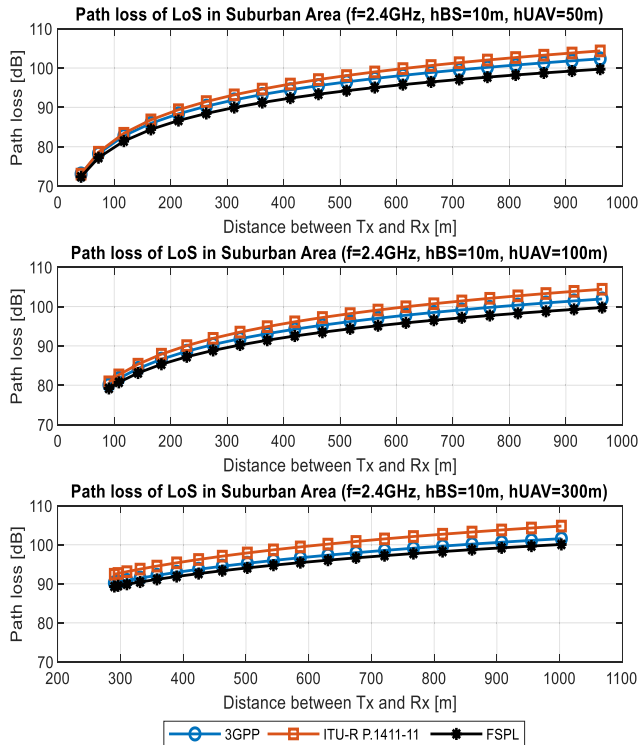 Path loss of LoS in Suburban Area (f=2.4GHz, hBS=10m, hUAV=50m)
110
100
90
80
70
Path loss [dB]
0 100 200 300 400 500 600 700 800 900 1000
Distance between Tx and Rx [m]
Path loss of LoS in Suburban Area (f=2.4GHz, hBS=10m, hUAV=100m)
110
100
90
80
70
Path loss [dB]
0 100 200 300 400 500 600 700 800 900 1000
Distance between Tx and Rx [m]
Path loss of LoS in Suburban Area (f=2.4GHz, hBS=10m, hUAV=300m)
110
100
90
80
70
Path loss [dB]
200 300 400 500 600 700 800 900 1000 1100
Distance between Tx and Rx [m]
3GPP ITU-R P.1411-11 FSPL